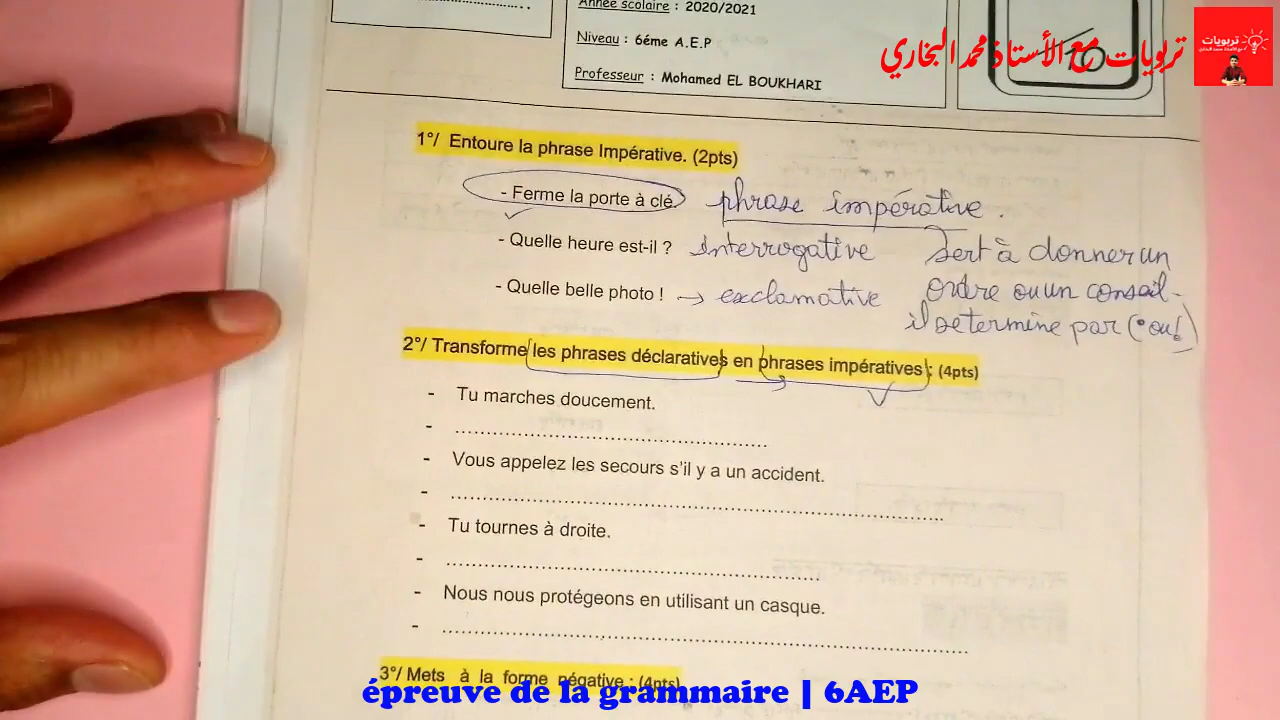 Année scolaire : 2020/2021
Niveau : 6éme A.E.P
Professeur : Mohamed EL BOUKHARI
10
تربويات مع الأستاذ محمد البخاري
تربويات
1°/ Entoure la phrase Impérative. (2pts)
- Ferme la porte à clé. phrase impérative.
- Quelle heure est-il ? Interrogative Sert à donner un
- Quelle belle photo ! → exclamative ordre ou un conseil-
il se termine par (. ou !)
2°/ Transforme les phrases déclaratives en phrases impératives : (4pts)
- Tu marches doucement.
- ..................................................
- Vous appelez les secours s'il y a un accident.
- ................................................................................
- Tu tournes à droite.
- ............................................................
- Nous nous protégeons en utilisant un casque.
- .....................................................................................
3°/ Mets à la forme négative : (4pts)
épreuve de la grammaire | 6AEP